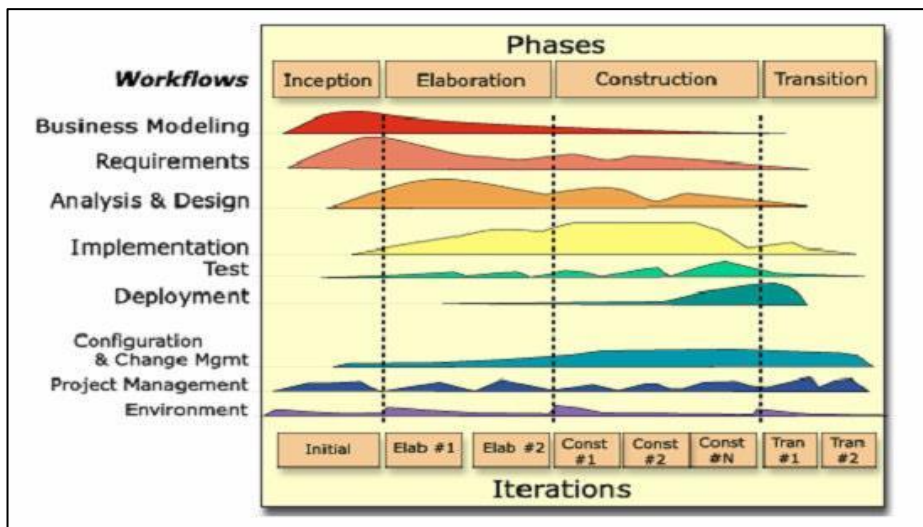 Phases
Workflows
Inception
Elaboration
Construction
Transition
Business Modeling
Requirements
Analysis & Design
Implementation
Test
Deployment
Configuration
& Change Mgmt
Project Management
Environment
Initial
Elab #1
Elab #2
Const
#1
Const
#2
Const
#N
Tran
#1
Tran
#2
Iterations